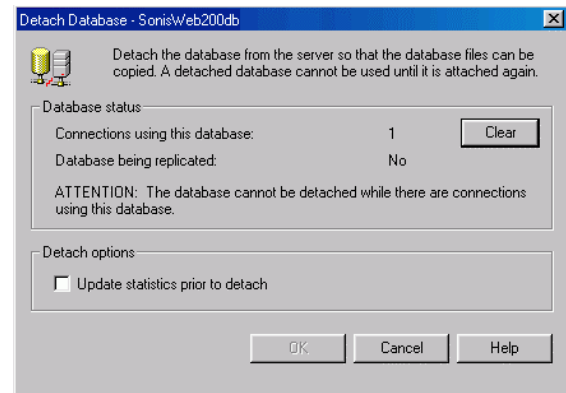 Detach Database - SonisWeb200db
Detach the database from the server so that the database files can be
copied. A detached database cannot be used until it is attached again.
Database status
Connections using this database: 1 Clear
Database being replicated: No
ATTENTION: The database cannot be detached while there are connections
using this database.
Detach options
Update statistics prior to detach
OK Cancel Help